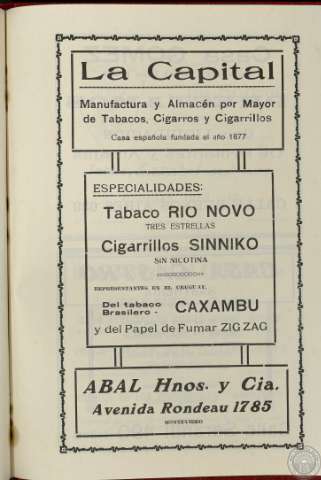 La Capital
Manufactura y Almacén por Mayor
de Tabacos, Cigarros y Cigarrillos
Casa española fundada el año 1877
ESPECIALIDADES:
Tabaco RIO NOVO
TRES ESTRELLAS
Cigarrillos SINNIKO
SIN NICOTINA
REPRESENTANTES EN EL URUGUAY
Del tabaco
Brasilero - CAXAMBU
y del Papel de Fumar ZIG ZAG
ABAL Hnos. y Cia.
Avenida Rondeau 1785
MONTEVIDEO